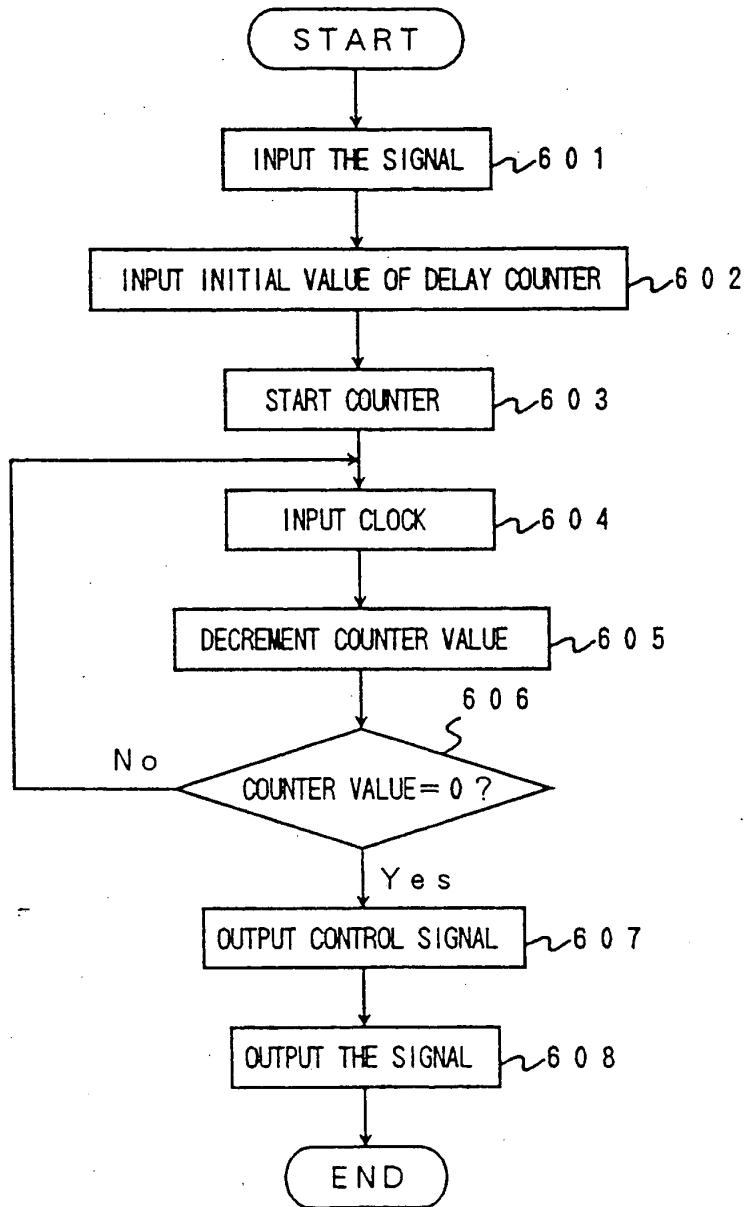 START
INPUT THE SIGNAL 601
INPUT INITIAL VALUE OF DELAY COUNTER 602
START COUNTER 603
INPUT CLOCK 604
DECREMENT COUNTER VALUE 605
606
No
COUNTER VALUE=0?
Yes
OUTPUT CONTROL SIGNAL 607
OUTPUT THE SIGNAL 608
END